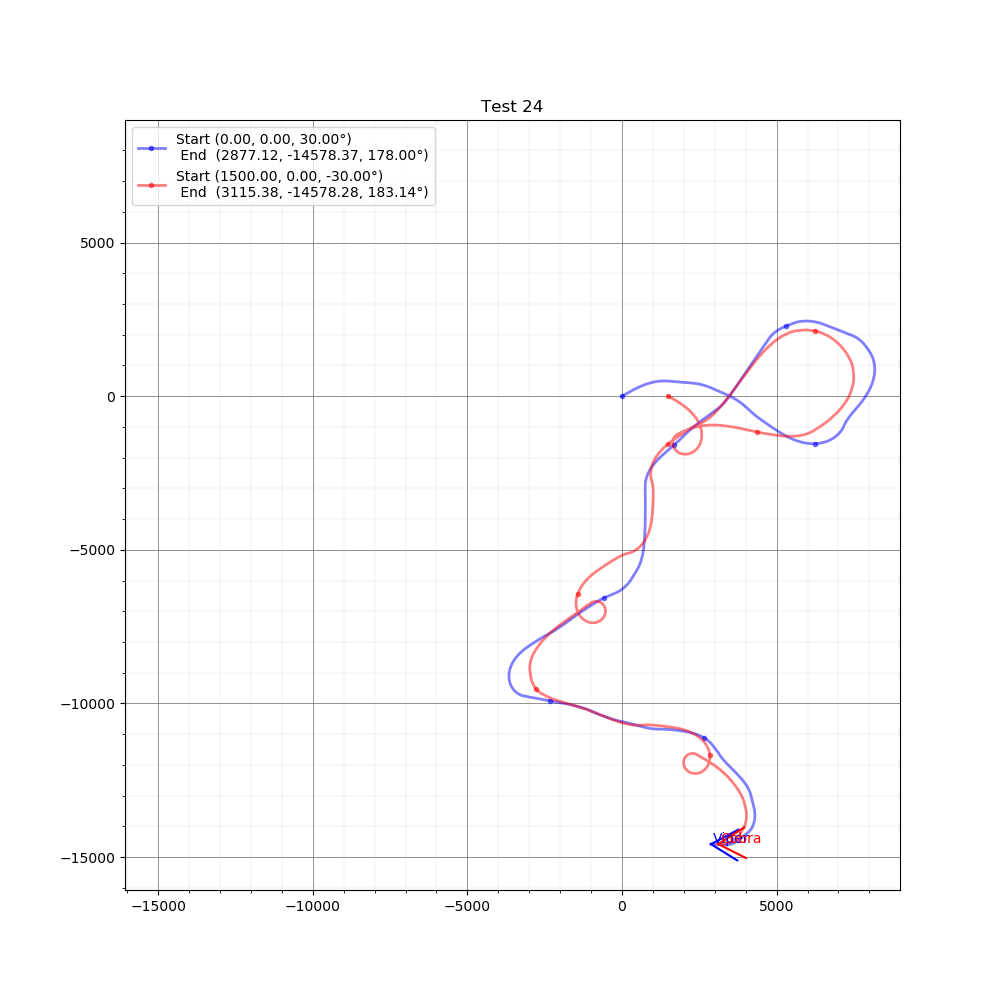 Test 24
Start (0.00, 0.00, 30.00°)
End (2877.12, -14578.37, 178.00°)
Start (1500.00, 0.00, -30.00°)
End (3115.38, -14578.28, 183.14°)
5000
0
−5000
−10000
−15000
−15000 −10000 −5000 0 5000